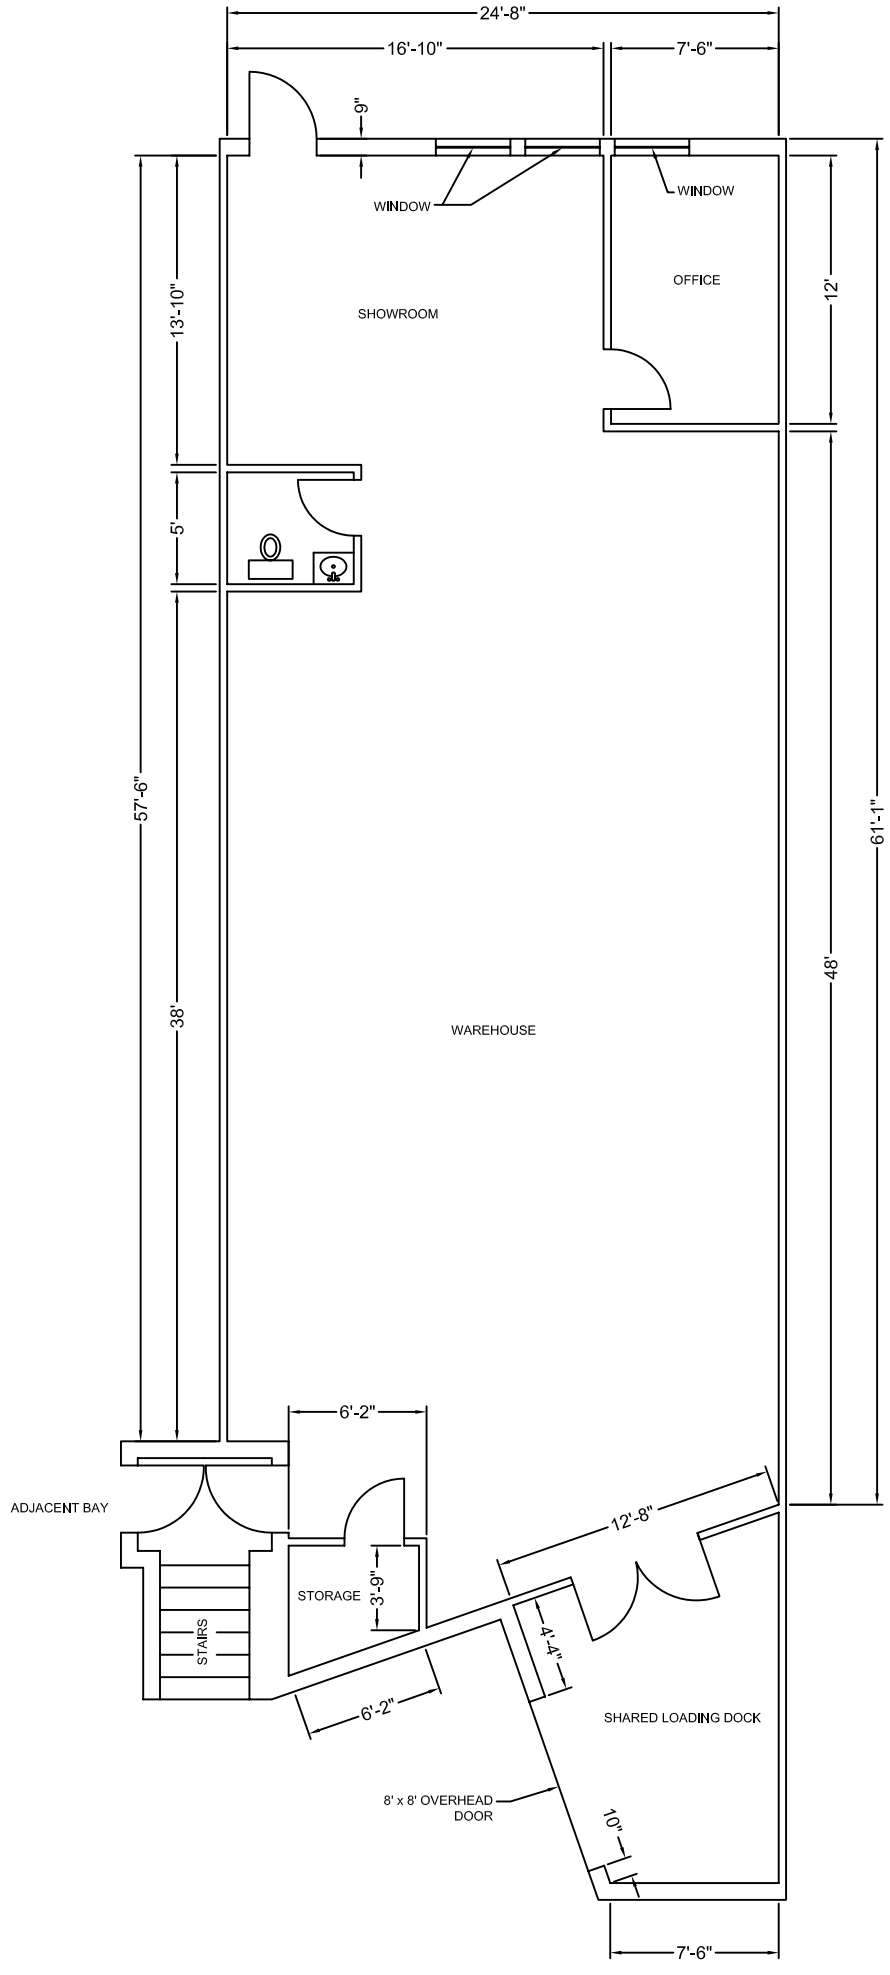 24'-8"
16'-10"
7'-6"
9"
WINDOW
WINDOW
OFFICE
12'
SHOWROOM
13'-10"
5'
57'-6"
61'-1"
48'
38'
WAREHOUSE
6'-2"
ADJACENT BAY
12'-8"
STORAGE
3'-9"
STAIRS
4'-4"
6'-2"
SHARED LOADING DOCK
8' x 8' OVERHEAD
DOOR
10"
7'-6"